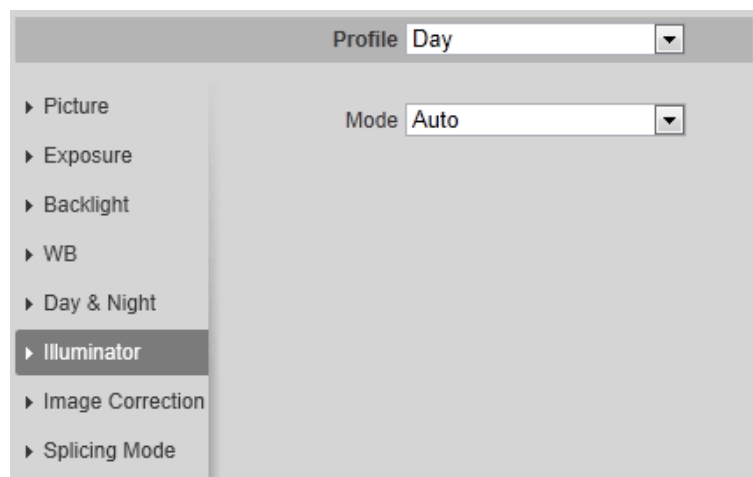 Profile Day
Picture
Mode Auto
Exposure
Backlight
WB
Day & Night
Illuminator
Image Correction
Splicing Mode